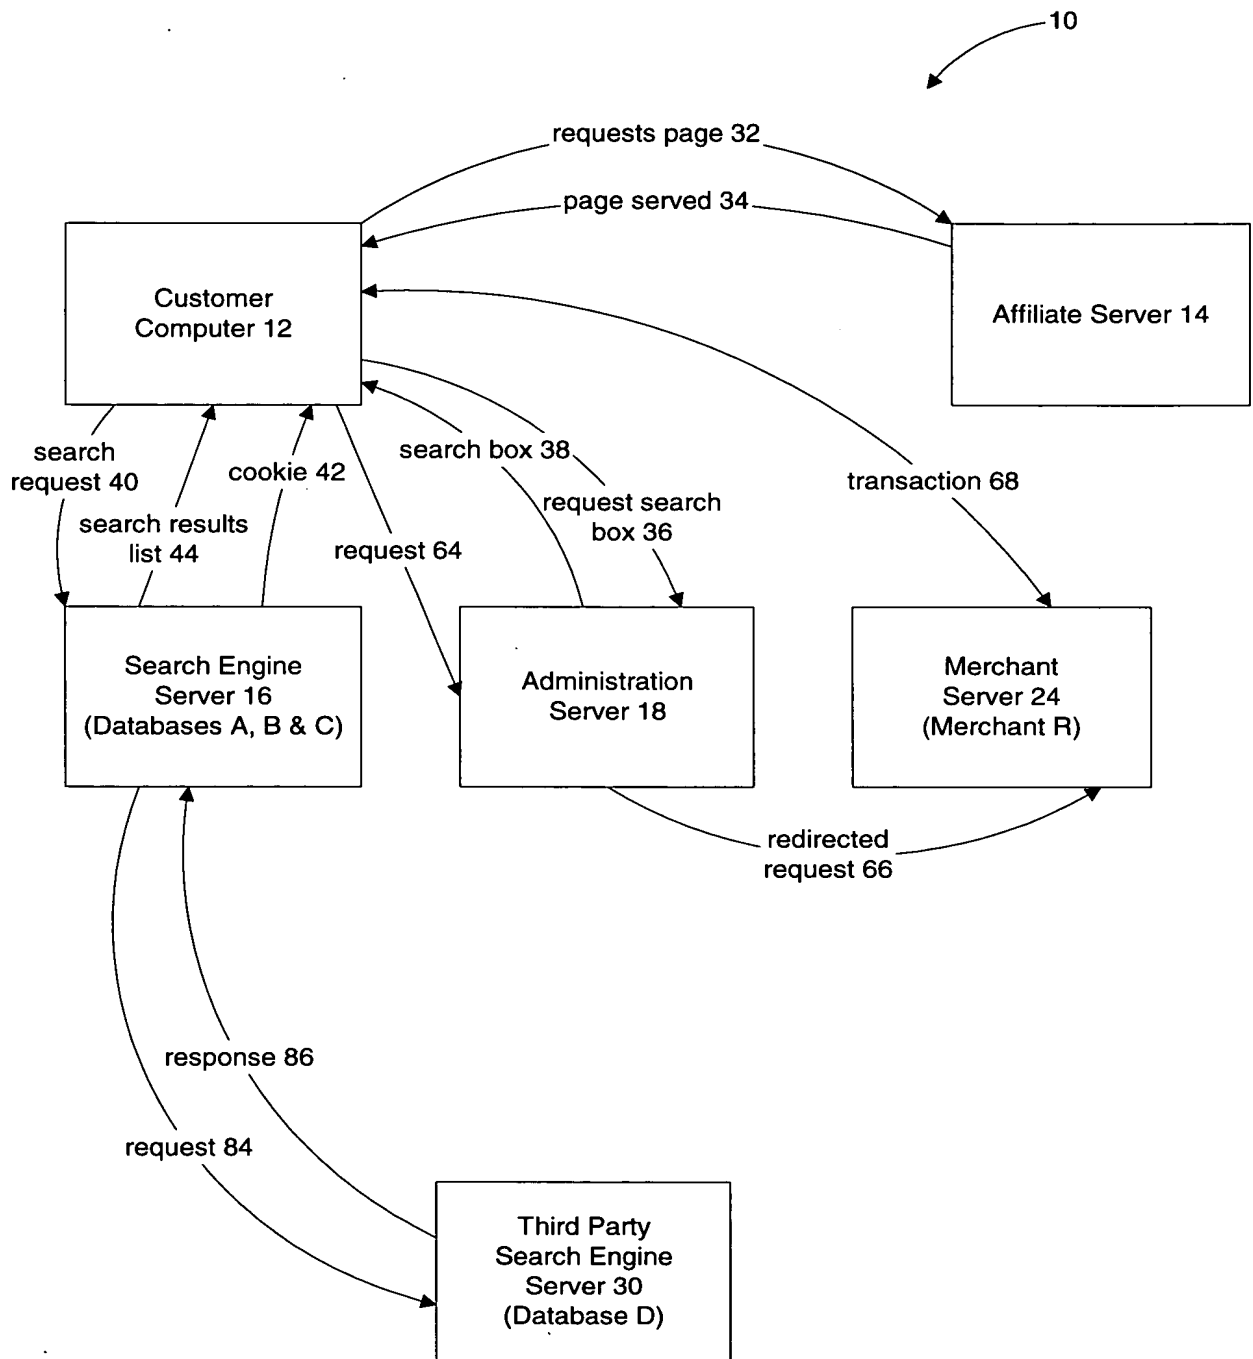 10
requests page 32
page served 34
Customer
Computer 12
Affiliate Server 14
search
request 40
cookie 42
search box 38
search results
list 44
request search
box 36
request 64
transaction 68
Search Engine
Server 16
(Databases A, B & C)
Administration
Server 18
Merchant
Server 24
(Merchant R)
redirected
request 66
response 86
request 84
Third Party
Search Engine
Server 30
(Database D)